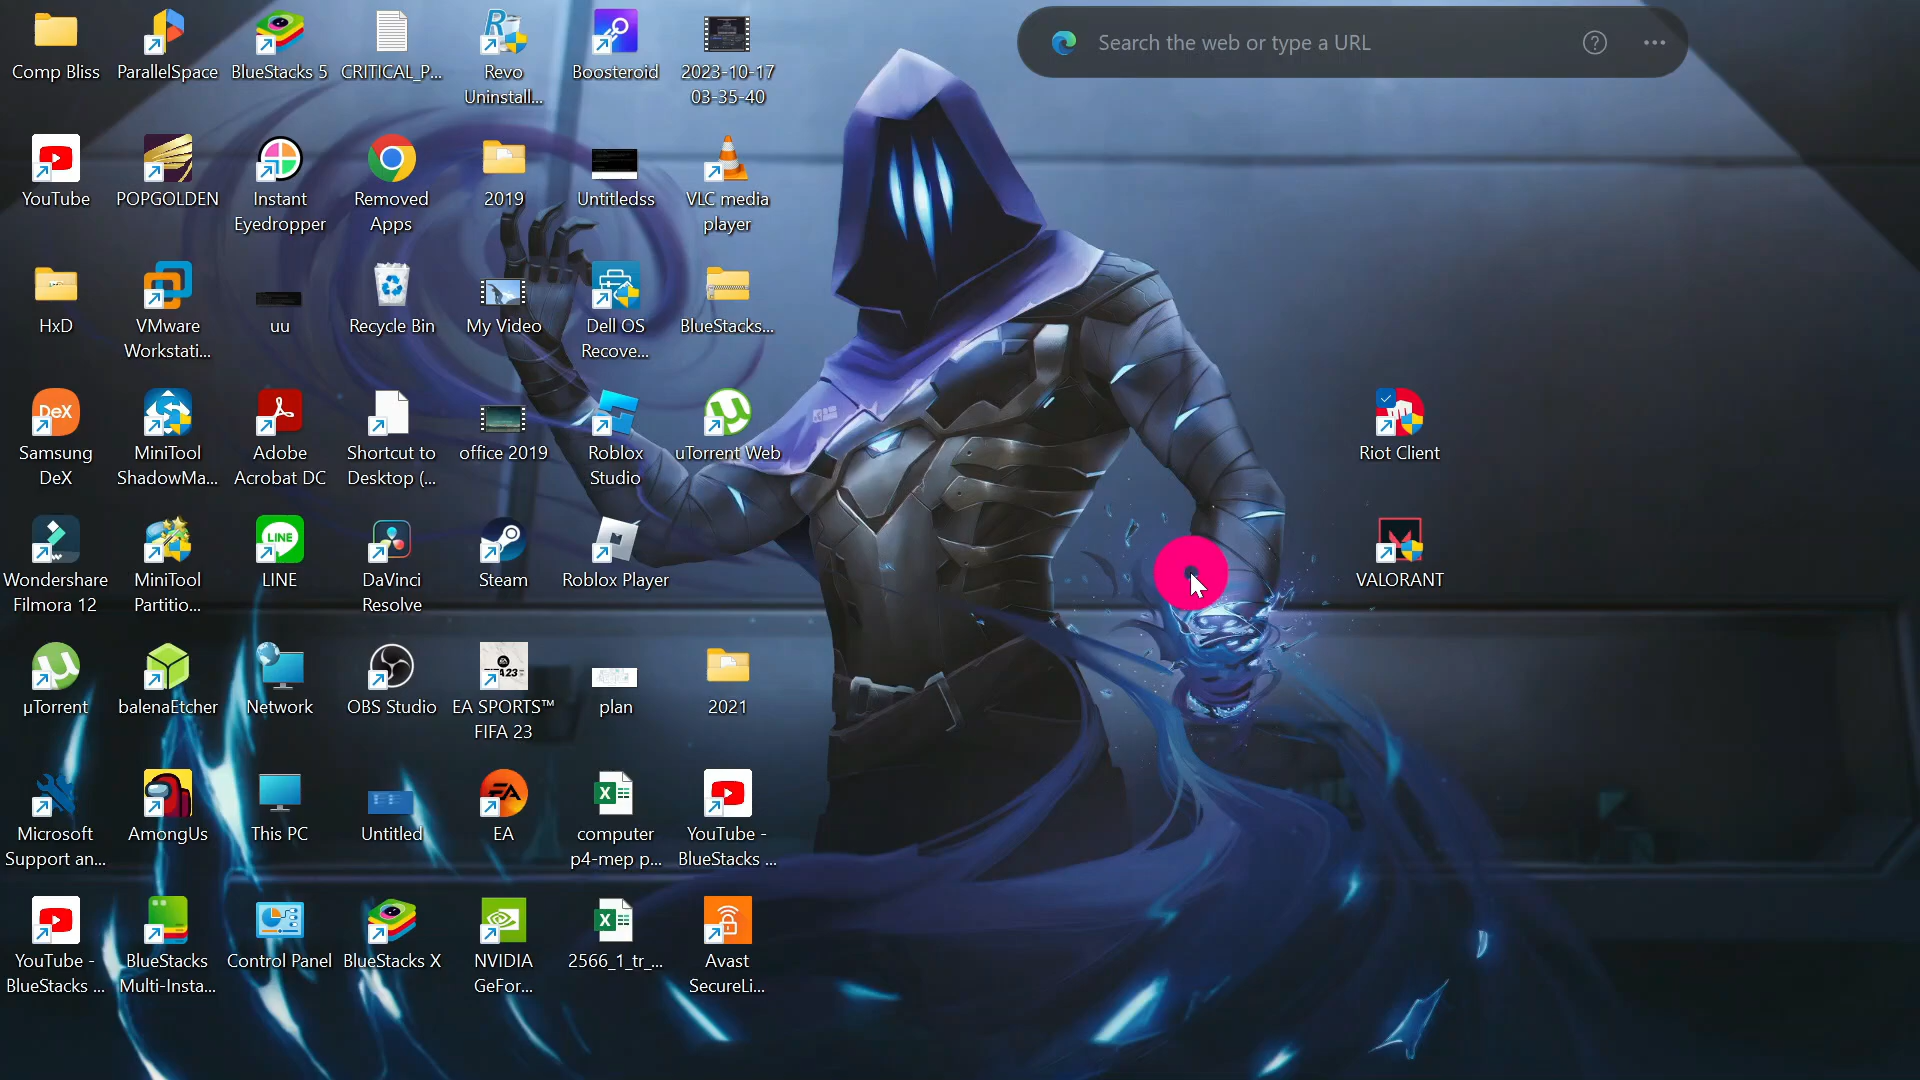 Search the web or type a URL
Comp Bliss
ParallelSpace
BlueStacks 5
CRITICAL_P...
Revo
Uninstall...
Boosteroid
2023-10-17
03-35-40
YouTube
POPGOLDEN
Instant
Eyedropper
Removed
Apps
2019
Untitledss
VLC media
player
HxD
VMware
Workstati...
uu
Recycle Bin
My Video
Dell OS
Recove...
BlueStacks...
Samsung
DeX
MiniTool
ShadowMa...
Adobe
Acrobat DC
Shortcut to
Desktop (...
office 2019
Roblox
Studio
uTorrent Web
Riot Client
Wondershare
Filmora 12
MiniTool
Partitio...
LINE
LINE
DaVinci
Resolve
Steam
Roblox Player
VALORANT
µTorrent
balenaEtcher
Network
OBS Studio
EA SPORTS™
FIFA 23
plan
2021
Microsoft
Support an...
AmongUs
This PC
Untitled
EA
computer
p4-mep p...
YouTube -
BlueStacks ...
YouTube -
BlueStacks ...
BlueStacks
Multi-Insta...
Control Panel
BlueStacks X
NVIDIA
GeFor...
2566_1_tr_...
Avast
SecureLi...